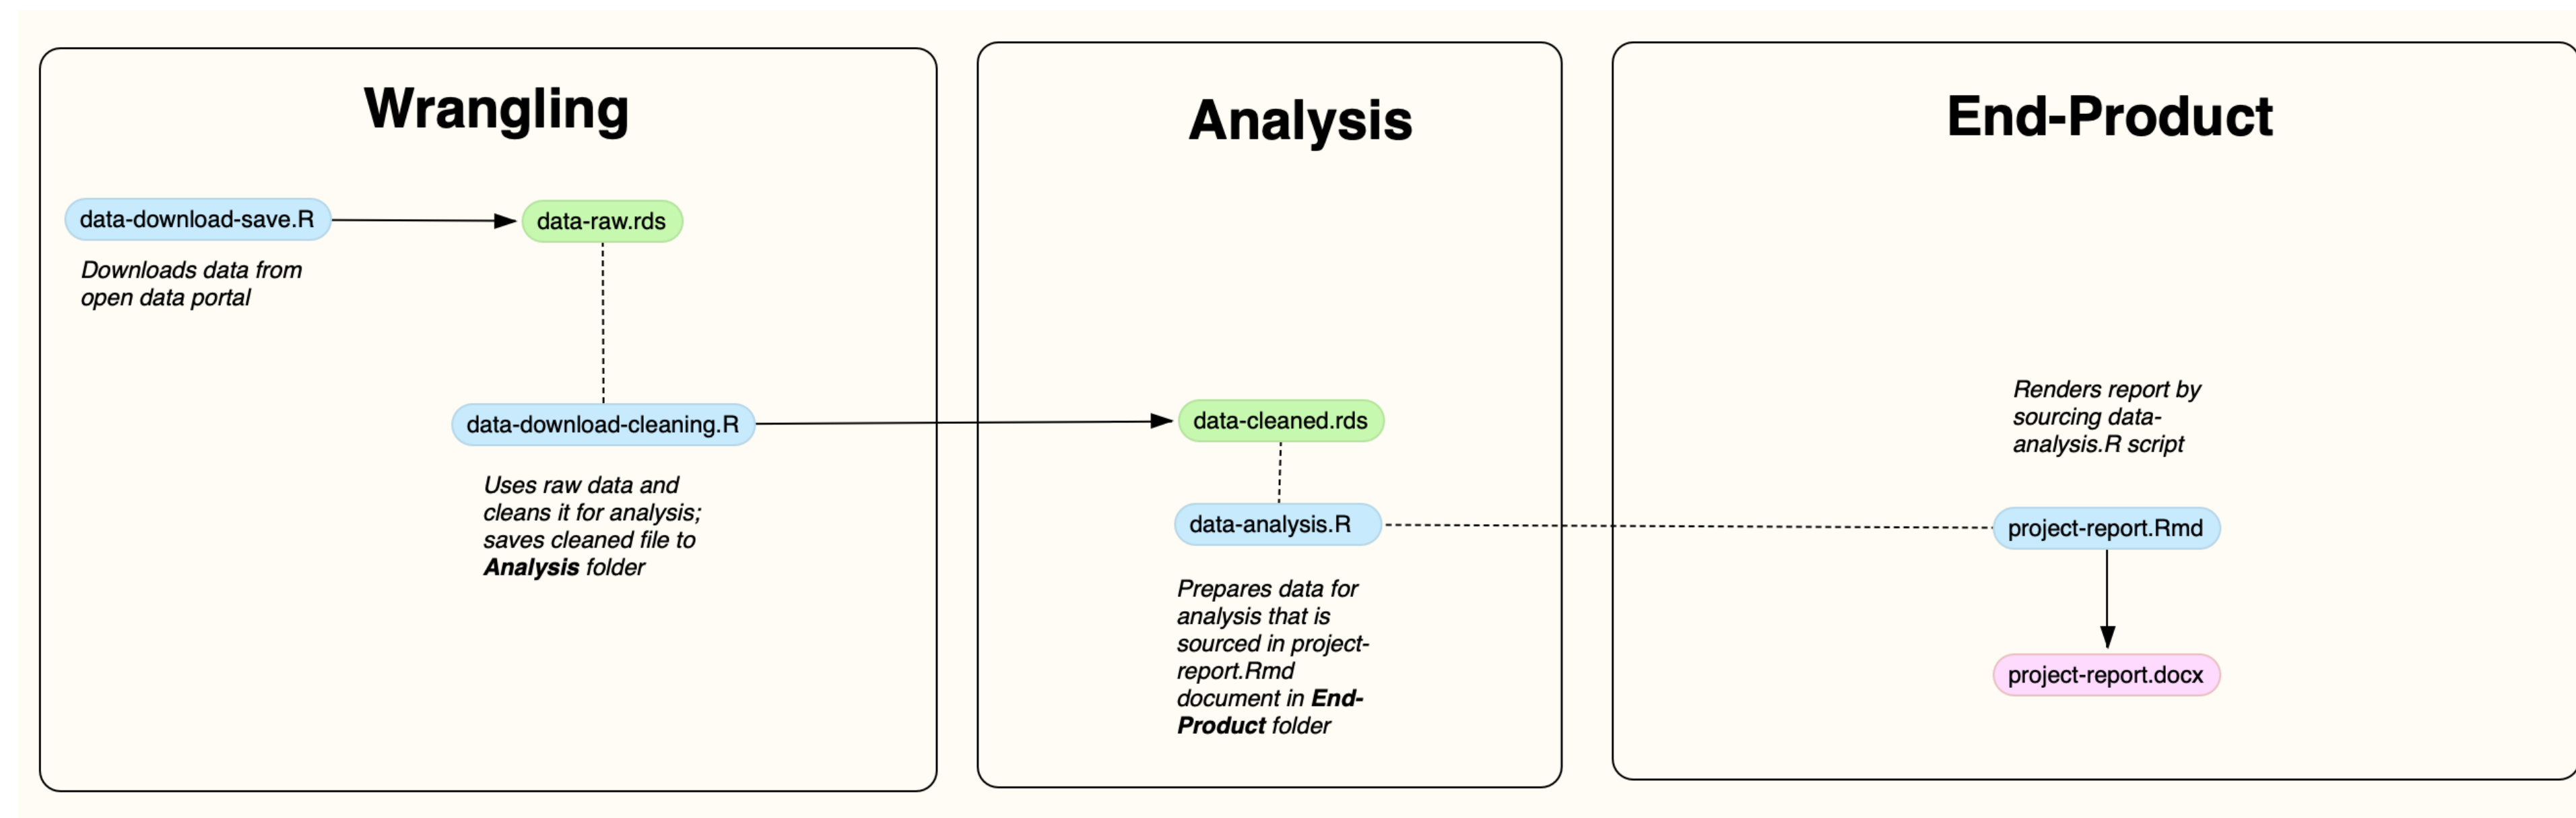 Wrangling
data-download-save.R
data-raw.rds
Downloads data from
open data portal
data-download-cleaning.R
Uses raw data and
cleans it for analysis;
saves cleaned file to
Analysis folder
Analysis
data-cleaned.rds
data-analysis.R
Prepares data for
analysis that is
sourced in project-
report.Rmd
document in End-
Product folder
End-Product
Renders report by
sourcing data-
analysis.R script
project-report.Rmd
project-report.docx